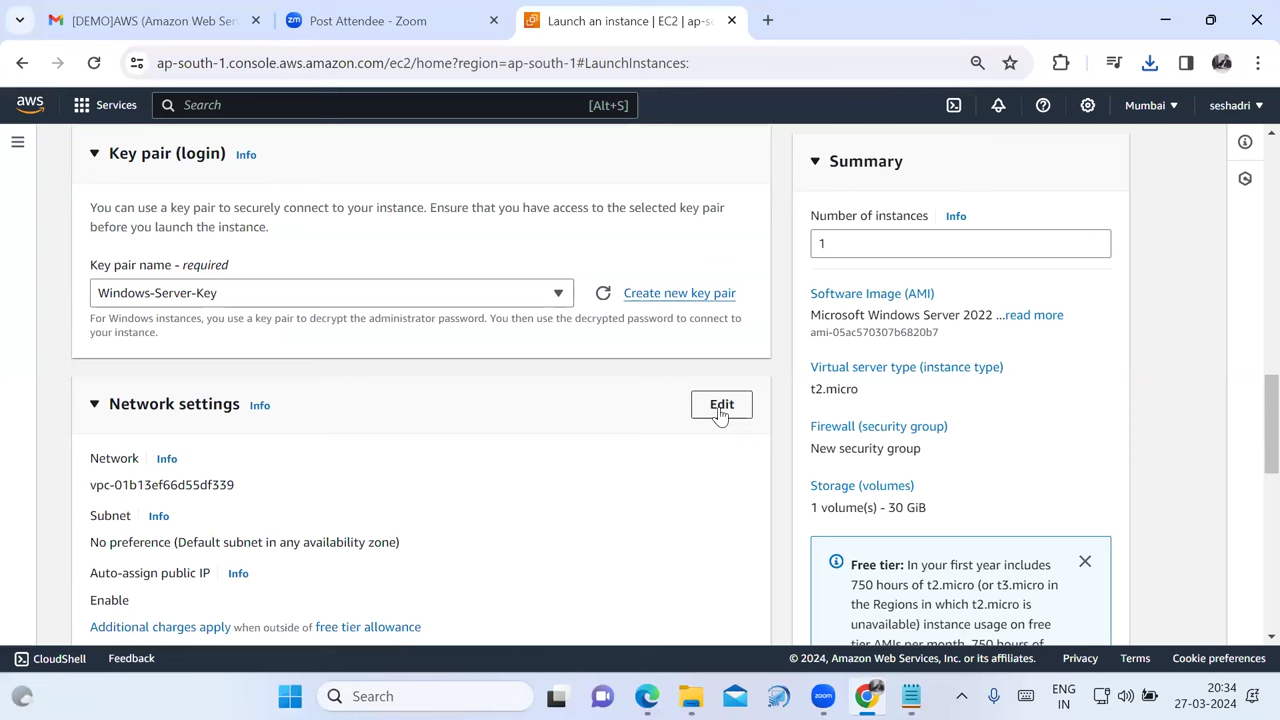 [DEMO]AWS (Amazon Web Ser
Post Attendee - Zoom
Launch an instance | EC2 | ap-so
ap-south-1.console.aws.amazon.com/ec2/home?region=ap-south-1#LaunchInstances:
aws
Services
Search
[Alt+S]
Mumbai
seshadri
Key pair (login) Info
You can use a key pair to securely connect to your instance. Ensure that you have access to the selected key pair
before you launch the instance.
Key pair name - required
Windows-Server-Key
Create new key pair
For Windows instances, you use a key pair to decrypt the administrator password. You then use the decrypted password to connect to
your instance.
Network settings Info
Edit
Network Info
vpc-01b13ef66d55df339
Subnet Info
No preference (Default subnet in any availability zone)
Auto-assign public IP Info
Enable
Additional charges apply when outside of free tier allowance
Summary
Number of instances Info
1
Software Image (AMI)
Microsoft Windows Server 2022 ...read more
ami-05ac570307b6820b7
Virtual server type (instance type)
t2.micro
Firewall (security group)
New security group
Storage (volumes)
1 volume(s) - 30 GiB
Free tier: In your first year includes
750 hours of t2.micro (or t3.micro in
the Regions in which t2.micro is
unavailable) instance usage on free
tier AMIs per month, 750 hours of
CloudShell
Feedback
© 2024, Amazon Web Services, Inc. or its affiliates.
Privacy
Terms
Cookie preferences
Search
zoom
ENG
IN
20:34
27-03-2024